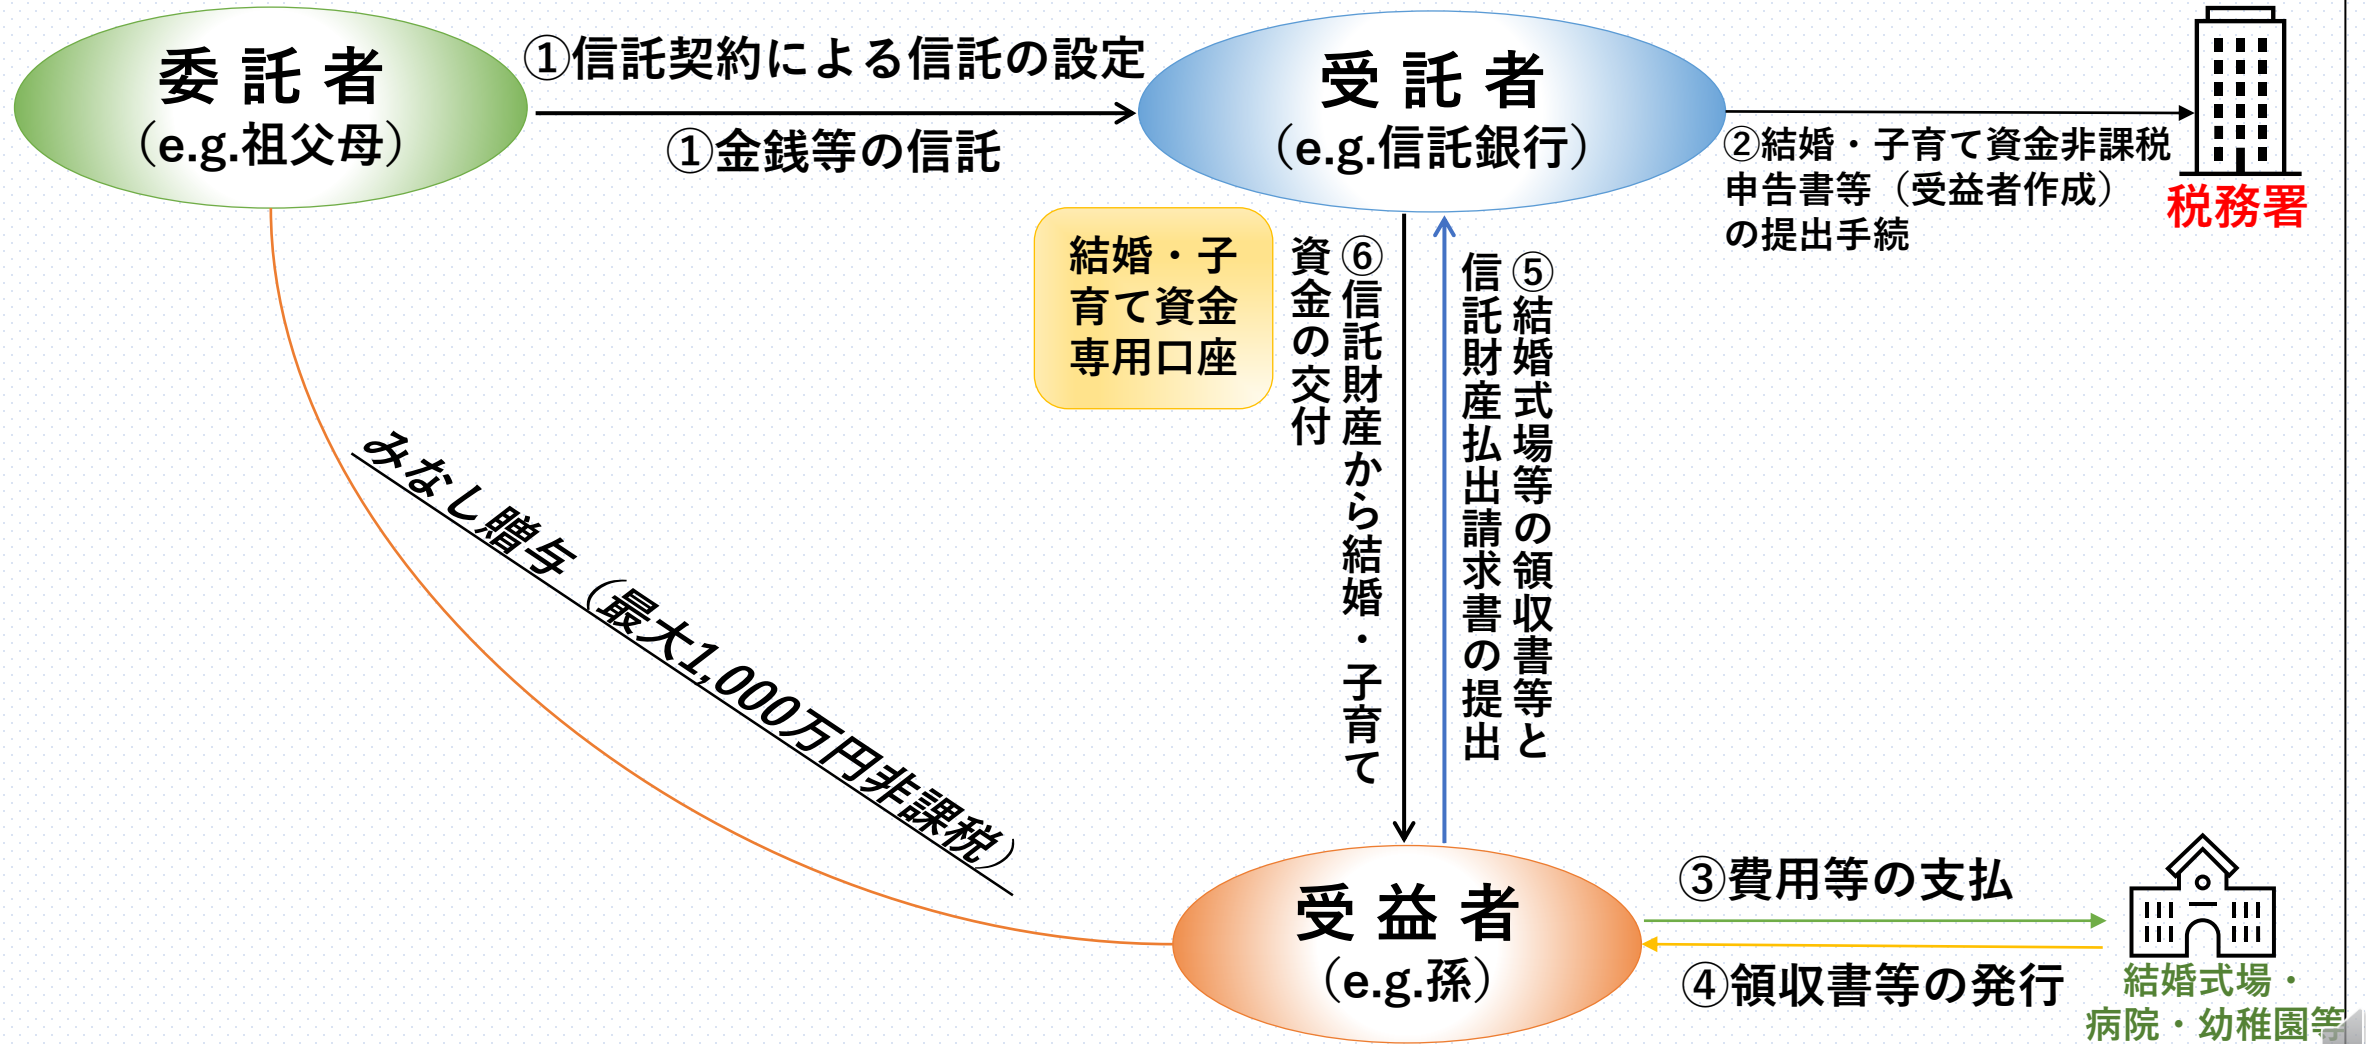 委託者
（e.g.祖父母）
①信託契約による信託の設定
①金銭等の信託
受託者
（e.g.信託銀行）
②結婚・子育て資金非課税
申告書等（受益者作成）
の提出手続
税務署
結婚・子
育て資金
専用口座
⑥信託財産から結婚・子育て
資金の交付
⑤結婚式場等の領収書等と
信託財産払出請求書の提出
みなし贈与（最大1,000万円非課税）
受益者
（e.g.孫）
③費用等の支払
④領収書等の発行
結婚式場・
病院・幼稚園等